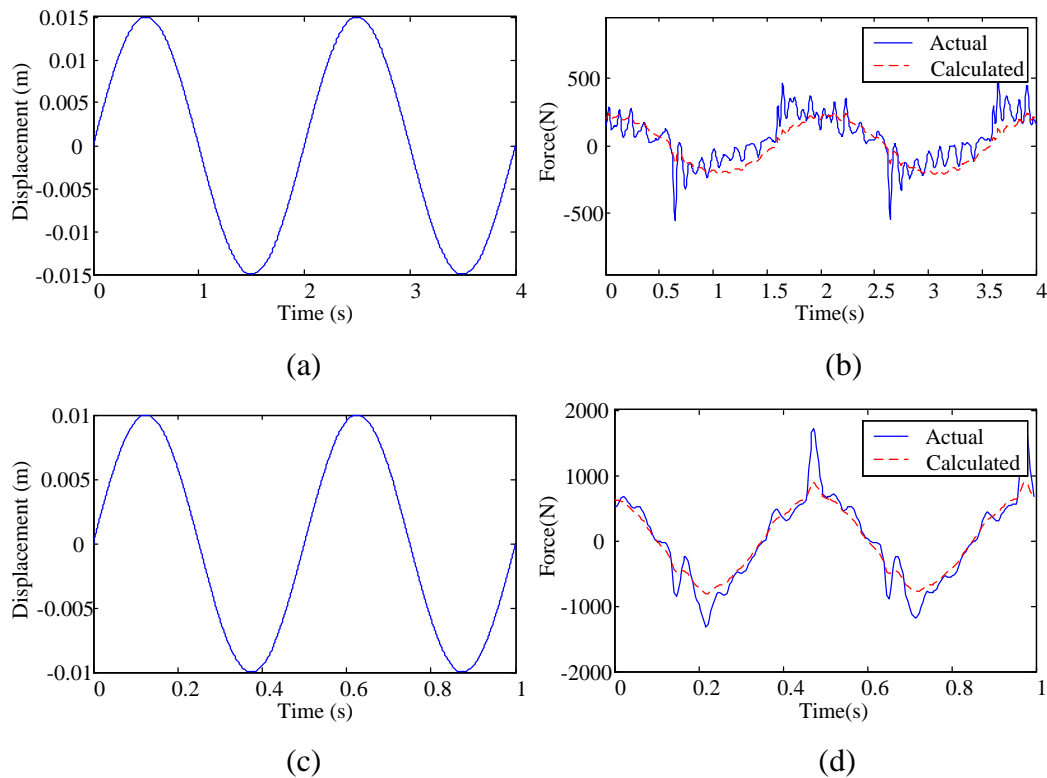 0.015
0.01
0.005
0
-0.005
-0.01
-0.015
Displacement (m)
0 1 2 3 4
Time (s)
(a)
500
0
-500
Force(N)
Actual
Calculated
0 0.5 1 1.5 2 2.5 3 3.5 4
Time(s)
(b)
0.01
0.005
0
-0.005
-0.01
Displacement (m)
0 0.2 0.4 0.6 0.8 1
Time (s)
(c)
2000
1000
0
-1000
-2000
Force(N)
Actual
Calculated
0 0.2 0.4 0.6 0.8 1
Time(s)
(d)